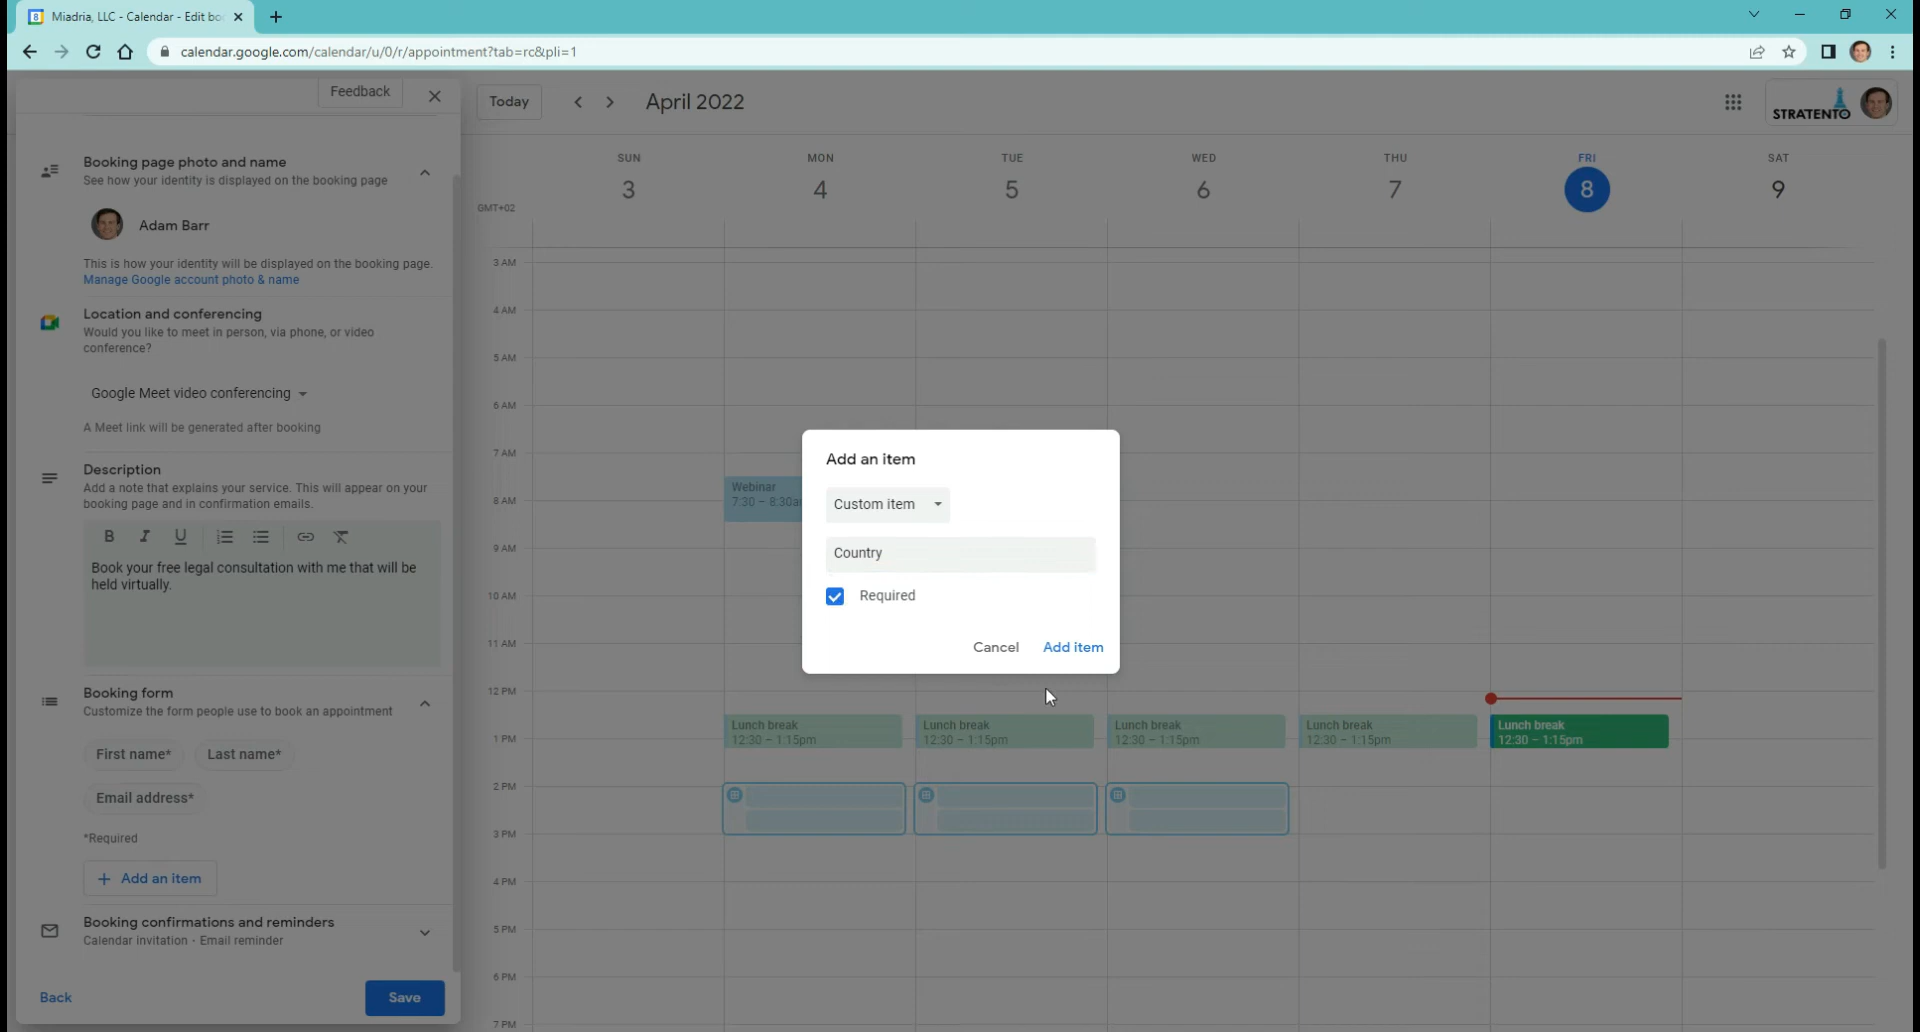 Miadria, LLC - Calendar - Edit bo
calendar.google.com/calendar/u/0/r/appointment?tab=rc&pli=1
Feedback
Today
April 2022
STRATENTO
Booking page photo and name
See how your identity is displayed on the booking page
Adam Barr
This is how your identity will be displayed on the booking page.
Manage Google account photo & name
Location and conferencing
Would you like to meet in person, via phone, or video
conference?
Google Meet video conferencing
A Meet link will be generated after booking
Description
Add a note that explains your service. This will appear on your
booking page and in confirmation emails.
B I U
Book your free legal consultation with me that will be
held virtually.
Booking form
Customize the form people use to book an appointment
First name* Last name*
Email address*
*Required
+ Add an item
Booking confirmations and reminders
Calendar invitation - Email reminder
Back Save
SUN MON TUE WED THU FRI SAT
3 4 5 6 7 8 9
GMT+02
3 AM
4 AM
5 AM
6 AM
7 AM
8 AM
9 AM
10 AM
11 AM
12 PM
1 PM
2 PM
3 PM
4 PM
5 PM
6 PM
7 PM
Webinar
7:30 – 8:30a
Add an item
Custom item
Country
Required
Cancel Add item
Lunch break
12:30 – 1:15pm
Lunch break
12:30 – 1:15pm
Lunch break
12:30 – 1:15pm
Lunch break
12:30 – 1:15pm
Lunch break
12:30 – 1:15pm